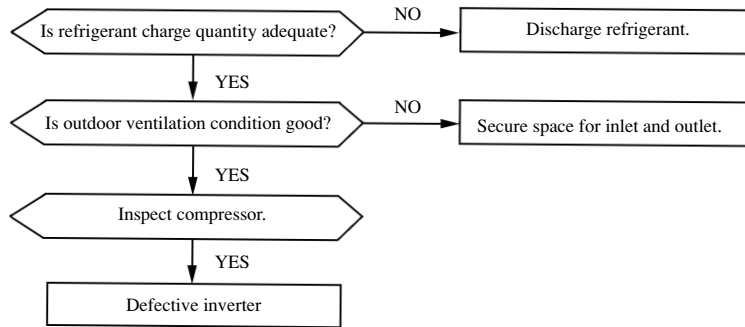 Is refrigerant charge quantity adequate?
NO
Discharge refrigerant.
YES
Is outdoor ventilation condition good?
NO
Secure space for inlet and outlet.
YES
Inspect compressor.
YES
Defective inverter